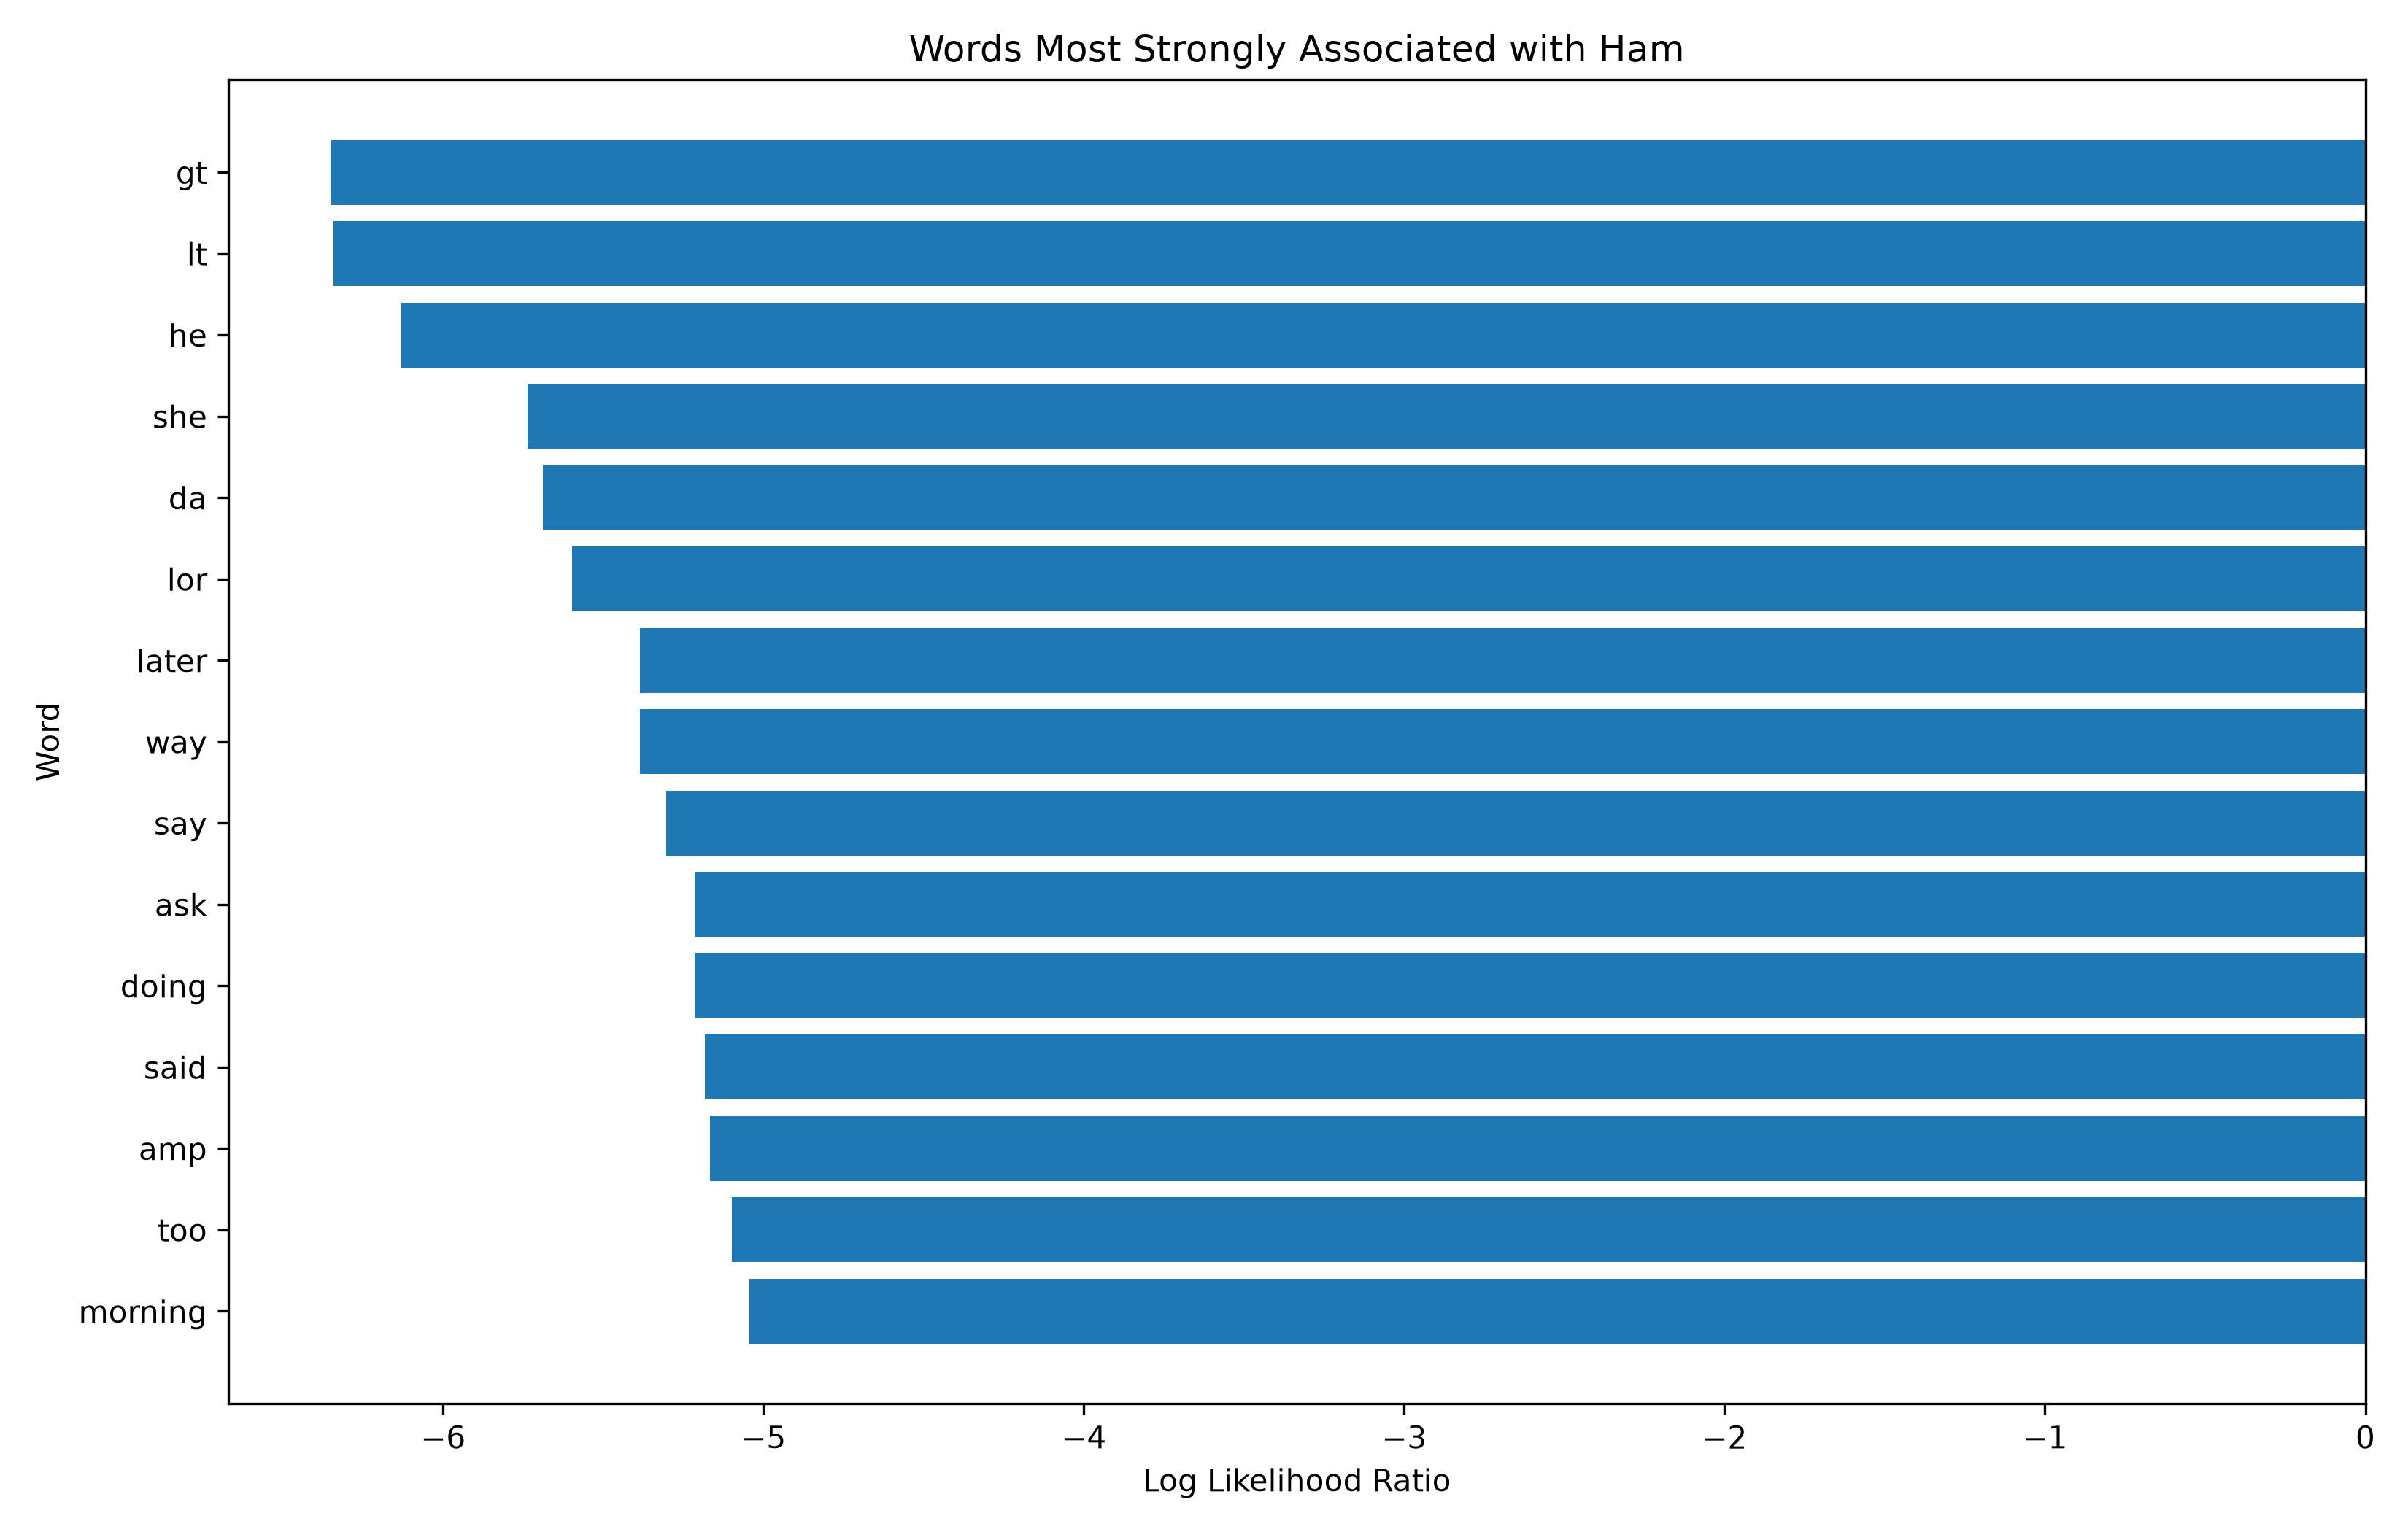 Words Most Strongly Associated with Ham
gt
lt
he
she
da
lor
later
way
say
ask
doing
said
amp
too
morning
Word
−6 −5 −4 −3 −2 −1 0
Log Likelihood Ratio